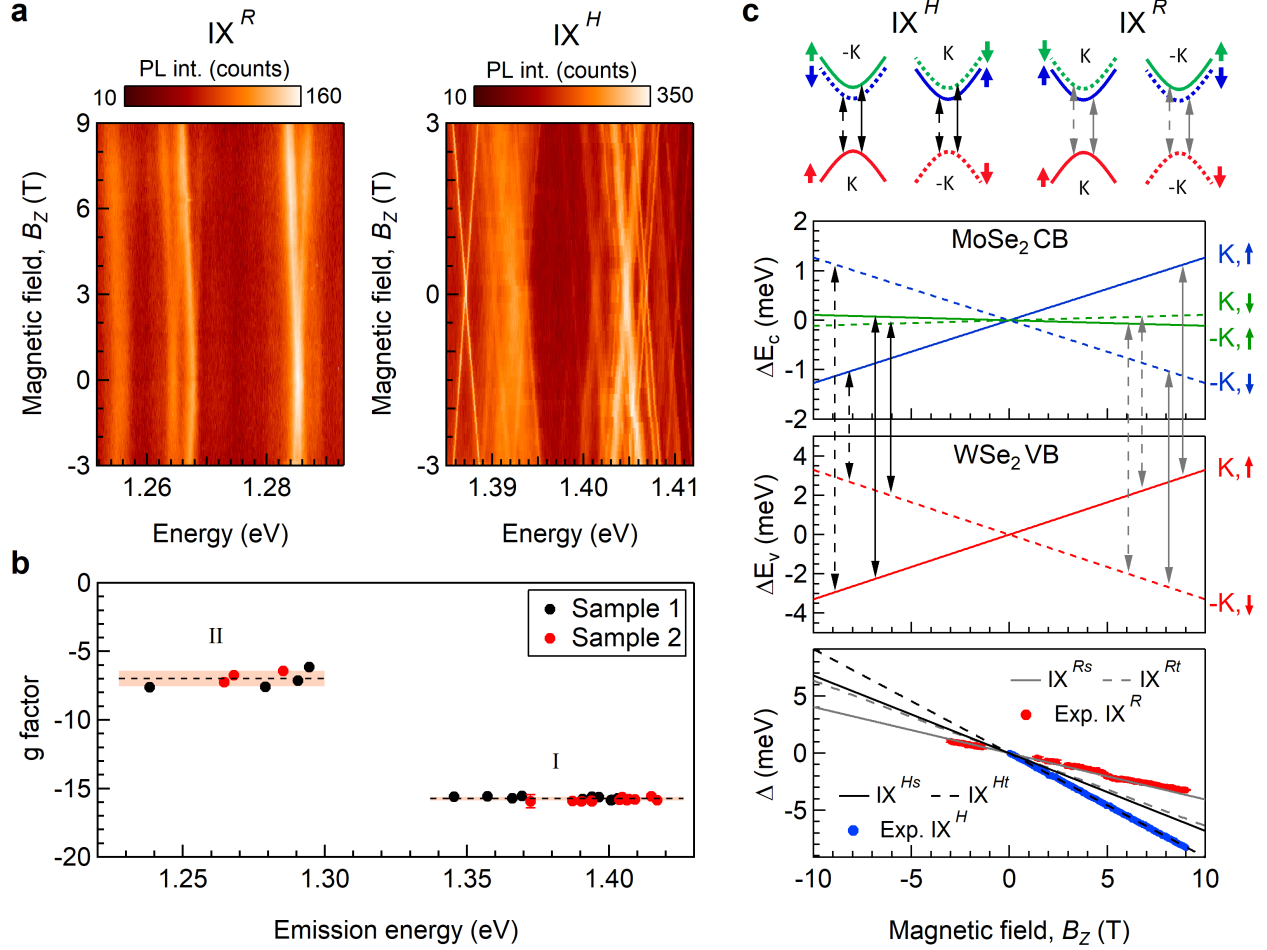 a
IX R
PL int. (counts)
10 160
Magnetic field, BZ (T)
9
6
3
0
-3
1.26 1.28
Energy (eV)
IX H
PL int. (counts)
10 350
Magnetic field, BZ (T)
3
0
-3
1.39 1.40 1.41
Energy (eV)
b
g factor
0
-5
-10
-15
-20
II
I
Sample 1
Sample 2
1.25 1.30 1.35 1.40
Emission energy (eV)
c
IX H IX R
-K K K -K
K -K K -K
MoSe2 CB
ΔEc (meV)
2
1
0
-1
-2
K, ↑
K, ↓
-K, ↑
-K, ↓
WSe2 VB
ΔEv (meV)
4
2
0
-2
-4
K, ↑
-K, ↓
Δ (meV)
5
0
-5
IX Rs IX Rt
Exp. IX R
IX Hs IX Ht
Exp. IX H
-10 -5 0 5 10
Magnetic field, BZ (T)